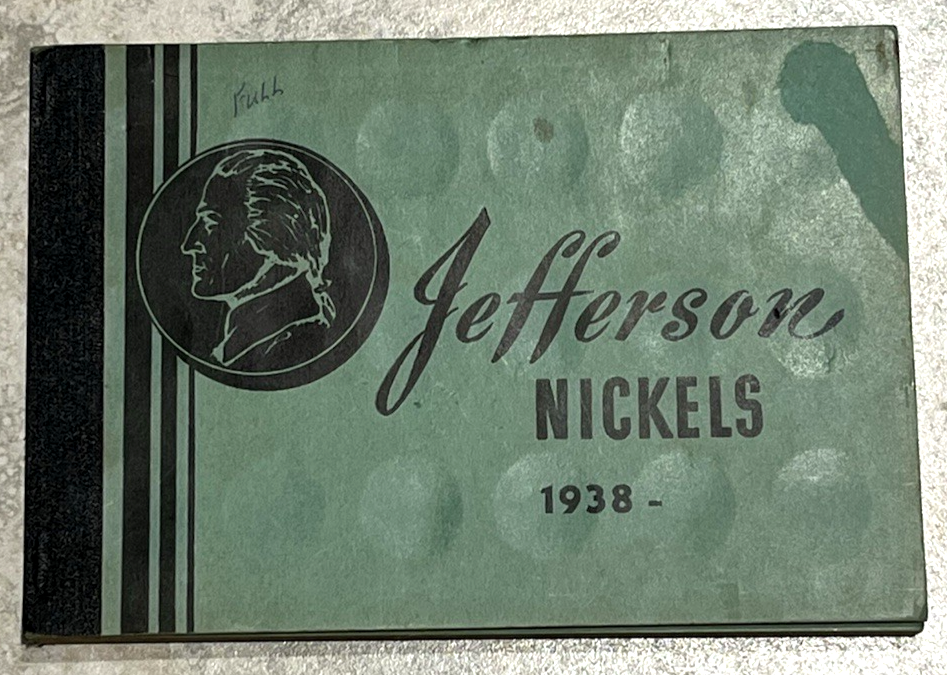 Full
Jefferson
NICKELS
1938 -